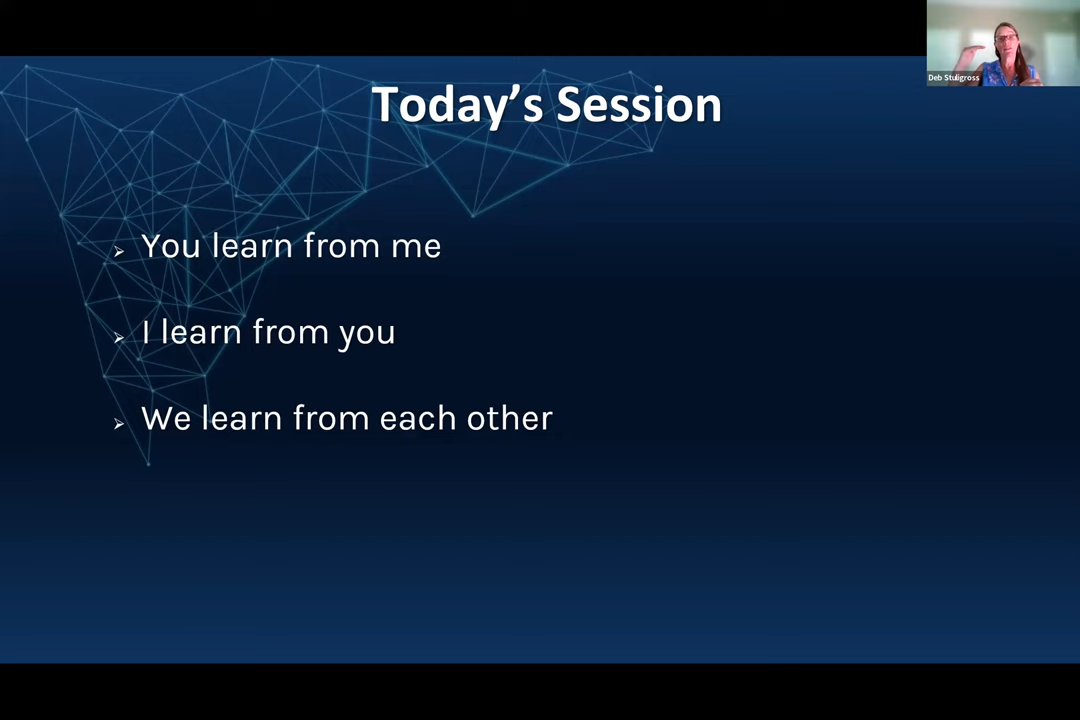 Deb Stuligross
Today's Session
You learn from me
I learn from you
We learn from each other